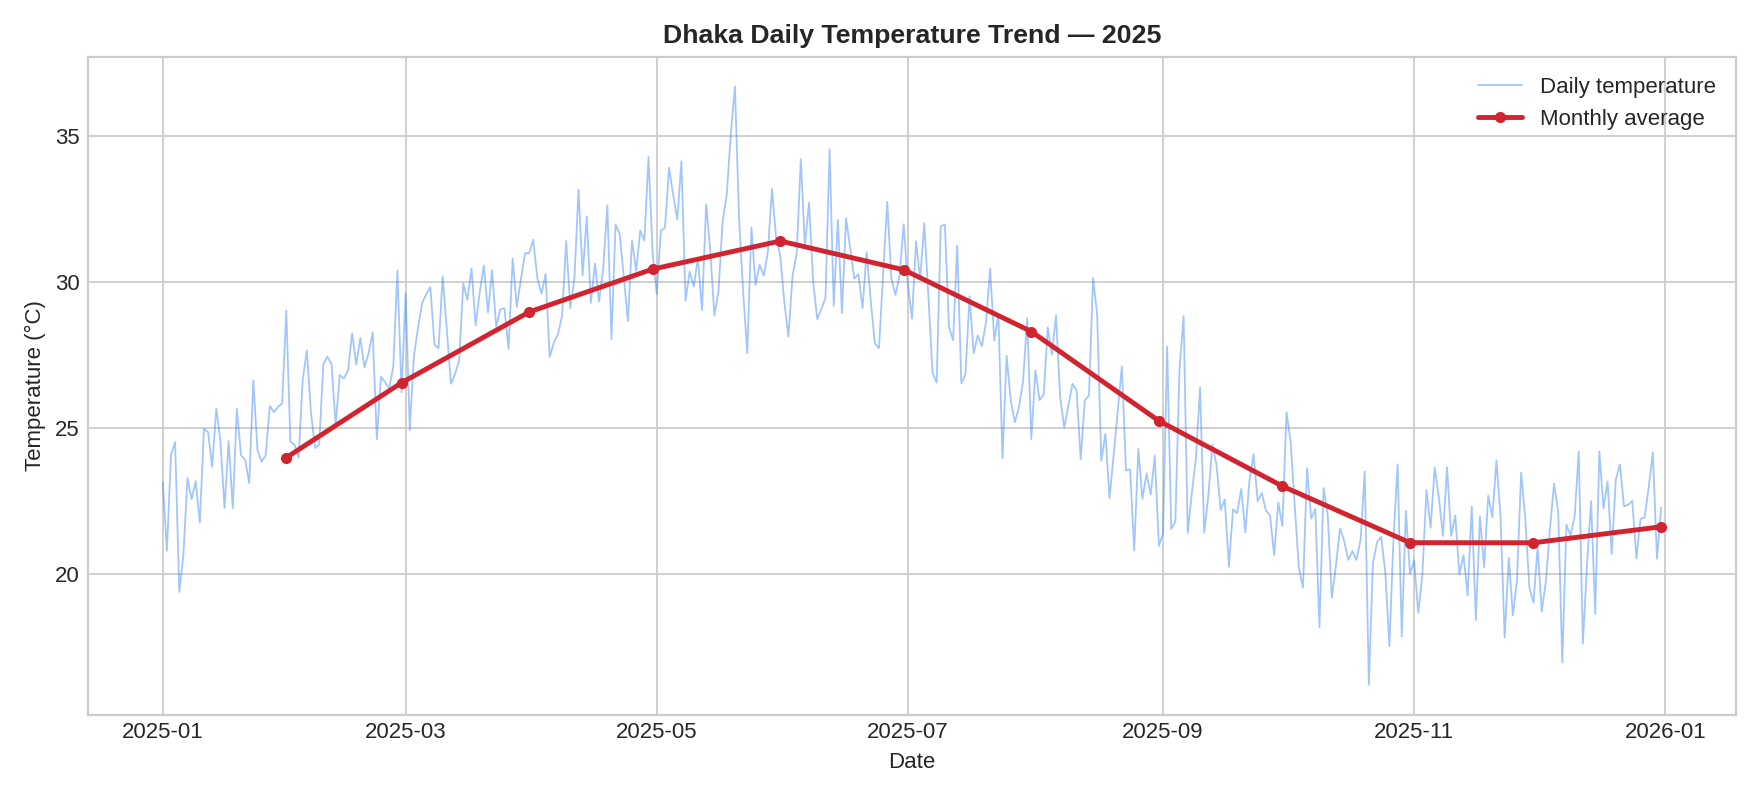 Dhaka Daily Temperature Trend — 2025
Daily temperature
Monthly average
Temperature (°C)
35
30
25
20
2025-01
2025-03
2025-05
2025-07
2025-09
2025-11
2026-01
Date